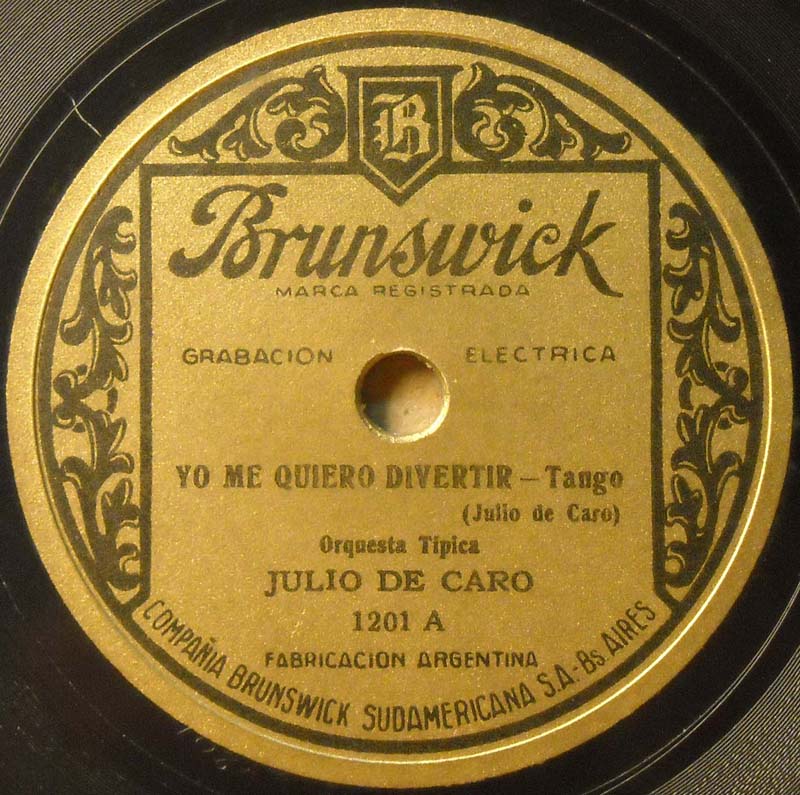 B
Brunswick
MARCA REGISTRADA
GRABACION ELECTRICA
YO ME QUIERO DIVERTIR – Tango
(Julio de Caro)
Orquesta Típica
JULIO DE CARO
1201 A
FABRICACION ARGENTINA
COMPAÑIA BRUNSWICK SUDAMERICANA S.A.-Bs AIRES